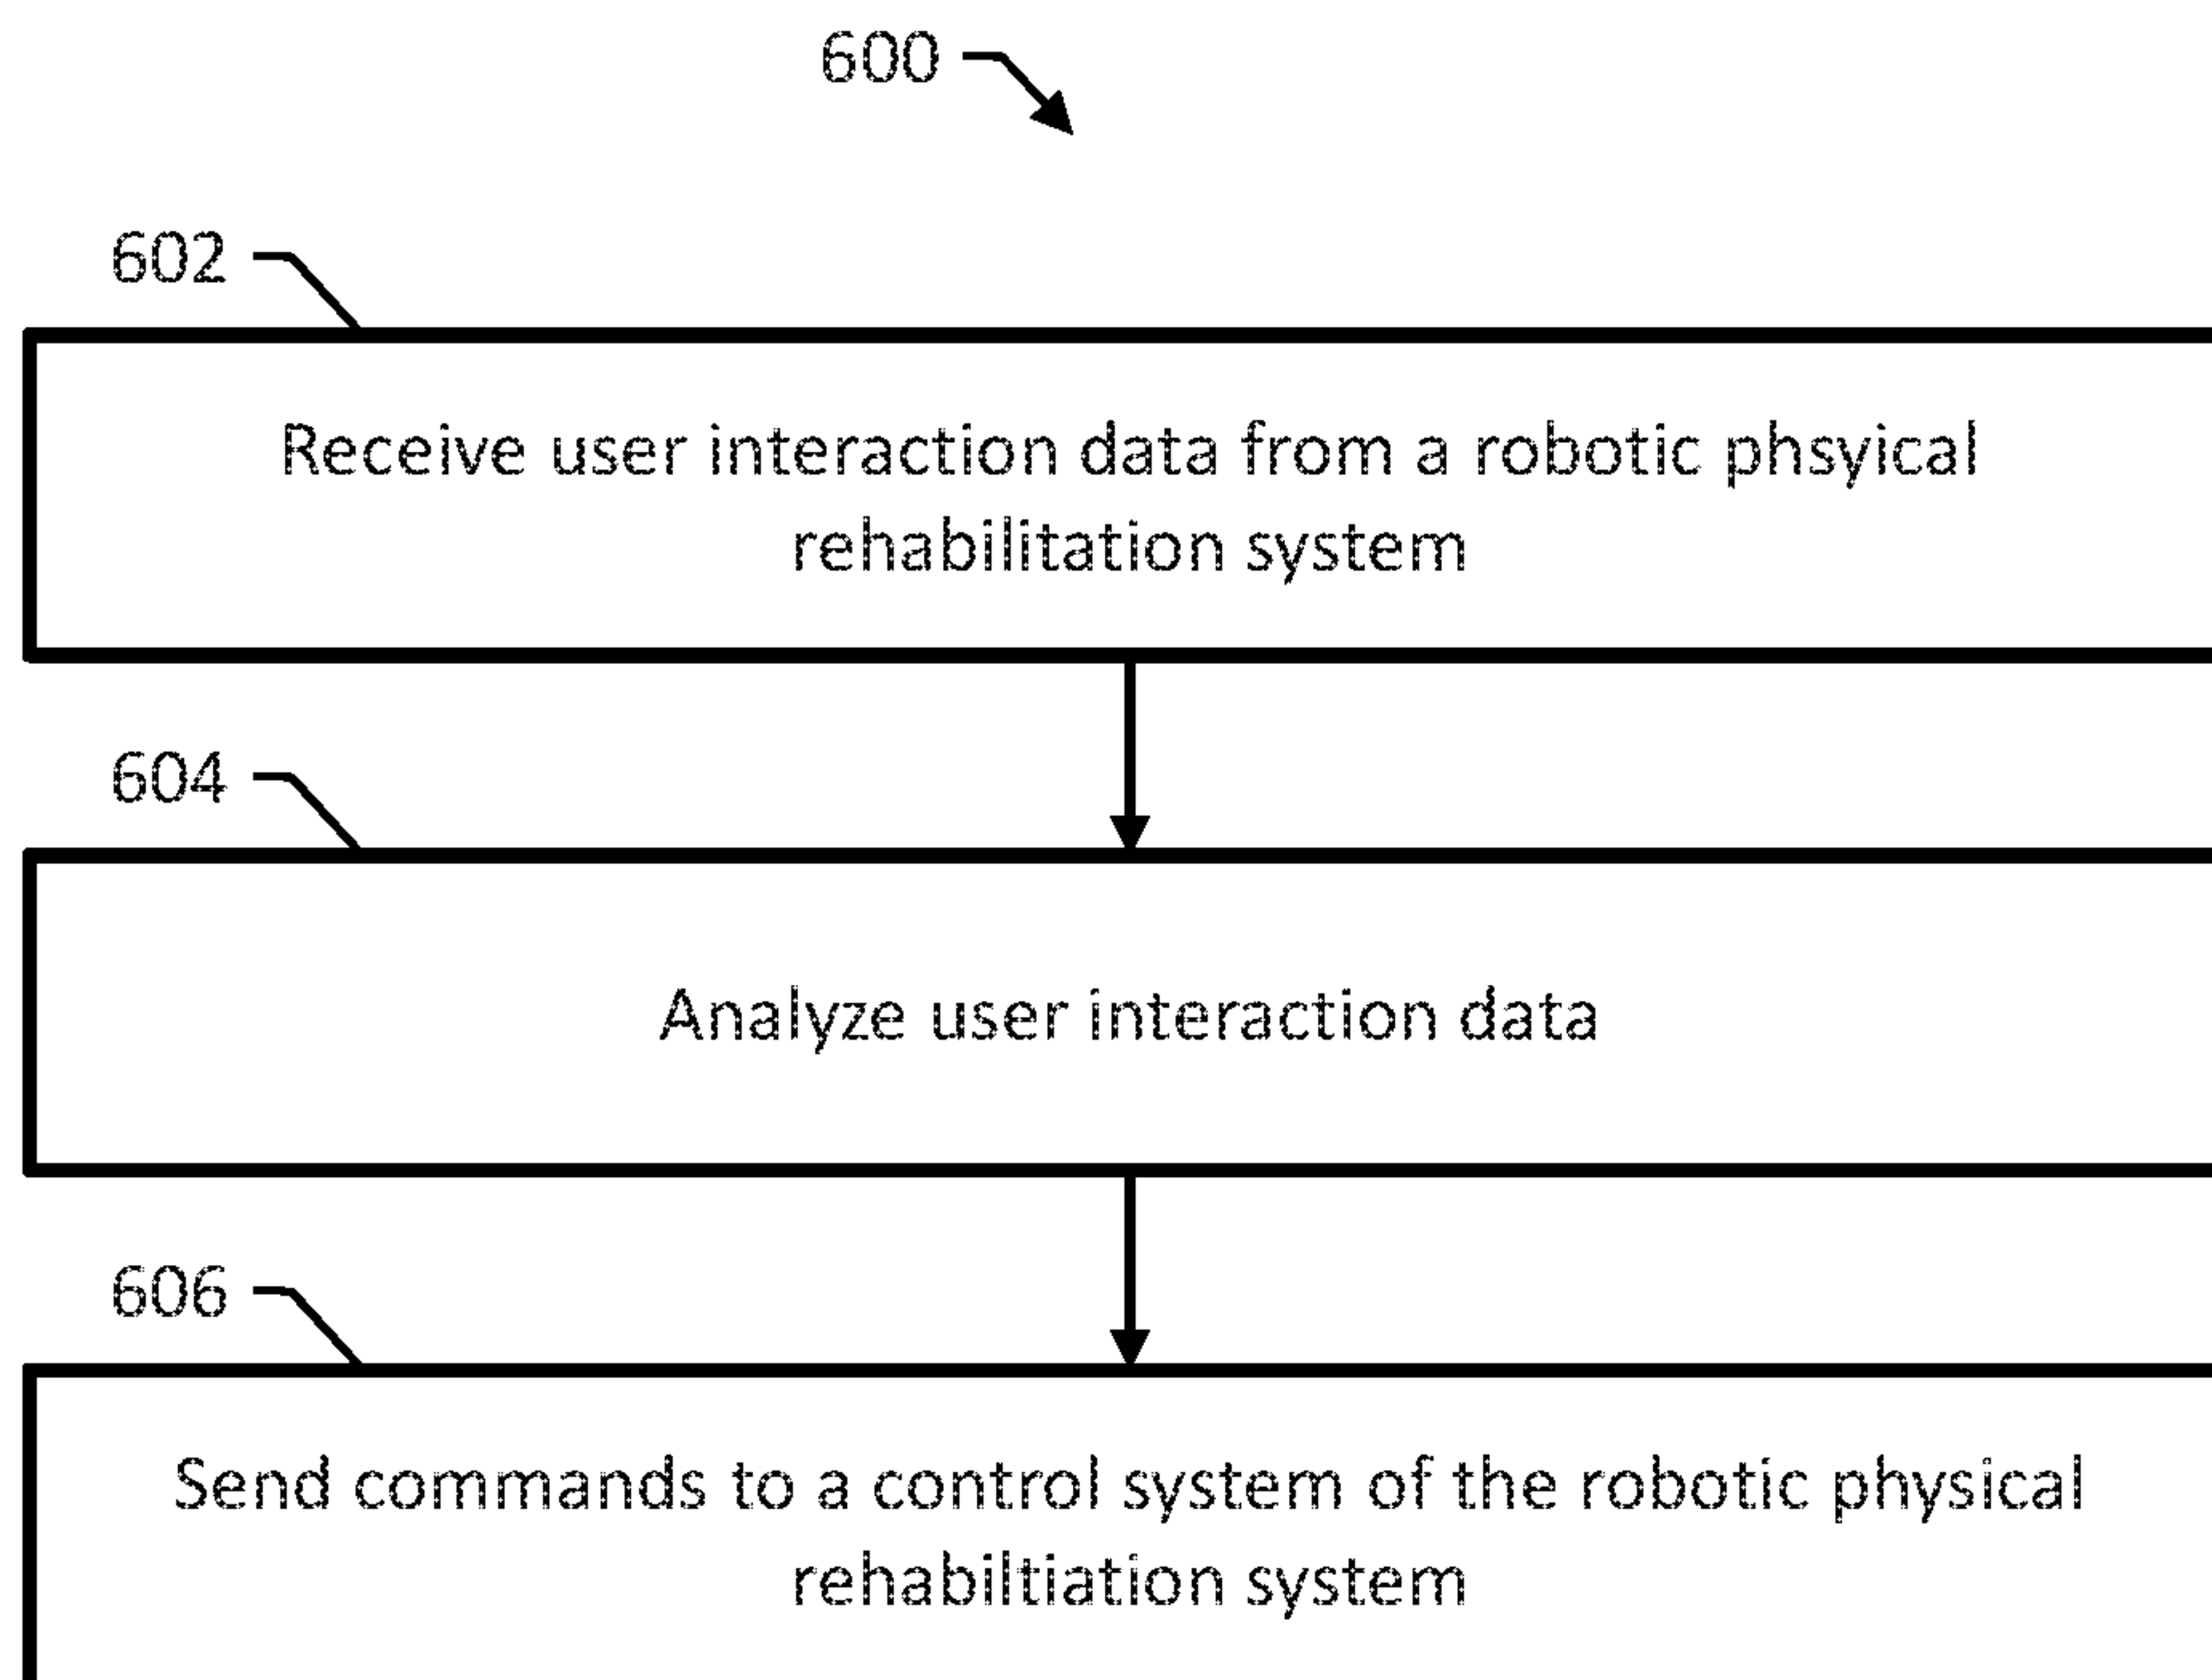 600
602
Receive user interaction data from a robotic phsyical
rehabilitation system
604
Analyze user interaction data
606
Send commands to a control system of the robotic physical
rehabiltiation system